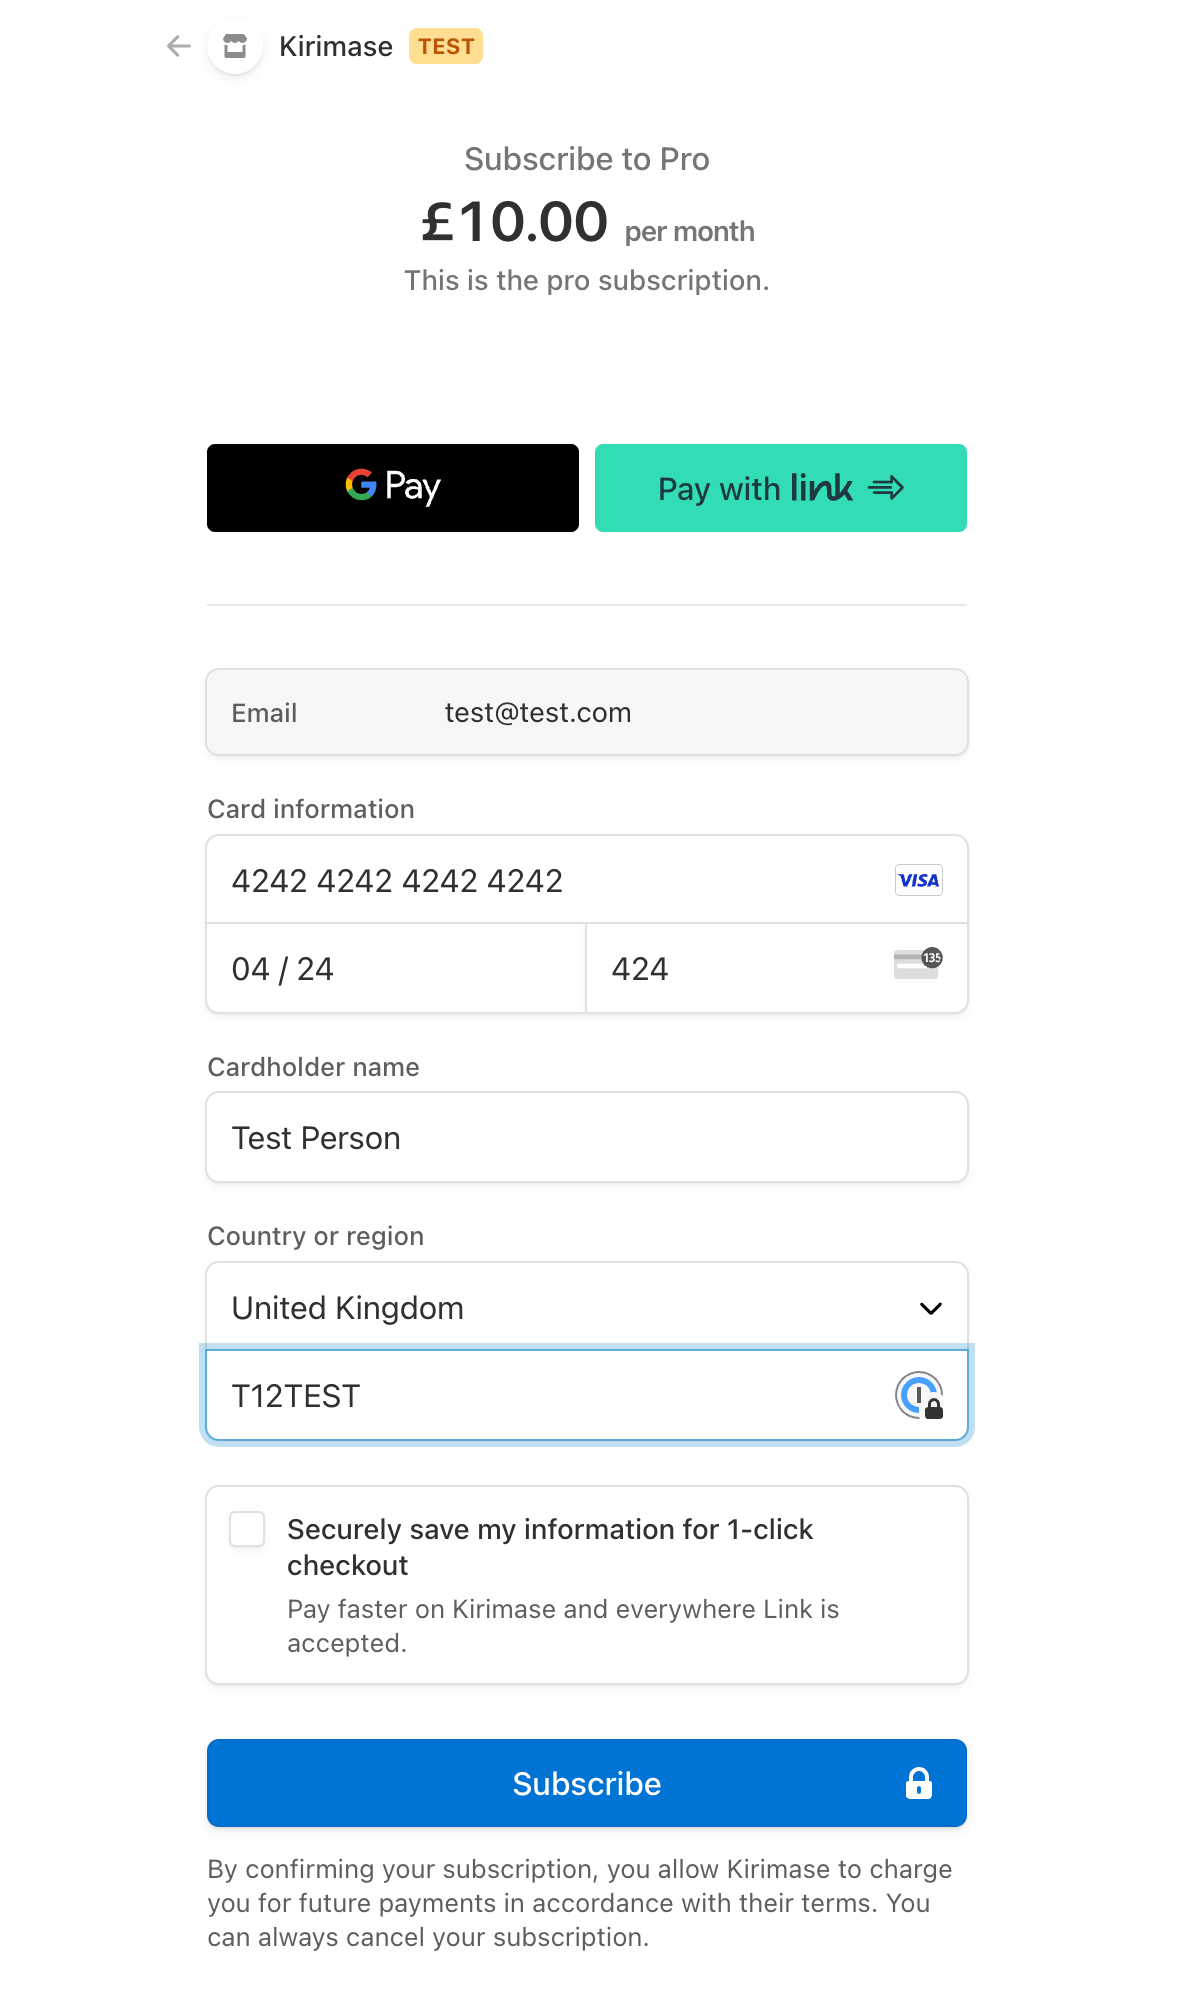 Kirimase TEST
Subscribe to Pro
£10.00 per month
This is the pro subscription.
G Pay
Pay with link
Email test@test.com
Card information
4242 4242 4242 4242 VISA
04 / 24 424 135
Cardholder name
Test Person
Country or region
United Kingdom
T12TEST
Securely save my information for 1-click
checkout
Pay faster on Kirimase and everywhere Link is
accepted.
Subscribe
By confirming your subscription, you allow Kirimase to charge
you for future payments in accordance with their terms. You
can always cancel your subscription.